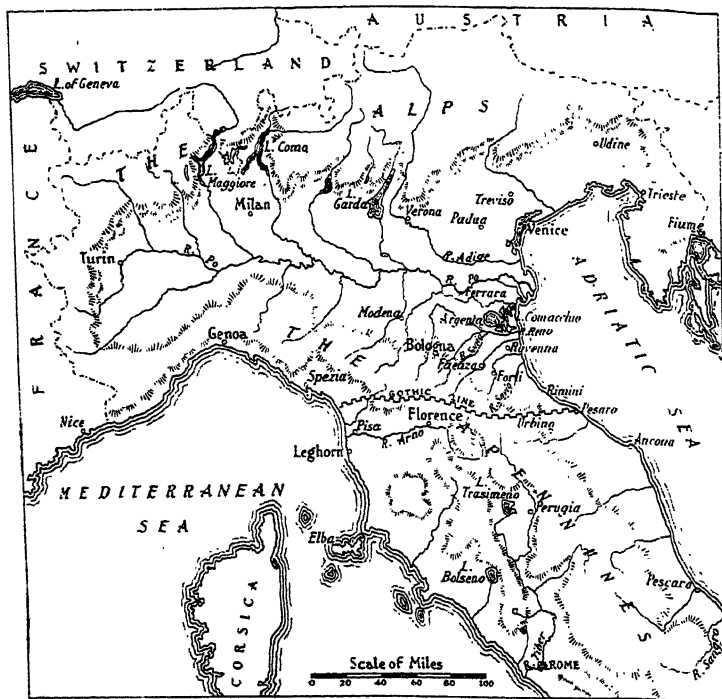 AUSTRIA
SWITZERLAND
L. of Geneva
THE ALPS
L. Como
L. Maggiore
Udine
FRANCE
Milan
L. Garda
Verona
Treviso
Padua
Trieste
Venice
Fiume
Turin
R. Po
R. Adige
R. Po
Ferrara
Modena
Argenta
Comacchio
R. Reno
ADRIATIC SEA
Genoa
THE APENNINES
Bologna
Ravenna
Faenza
Forli
Spezia
GOTHIC LINE
Rimini
Pesaro
Nice
Pisa
Florence
R. Arno
Urbino
Ancona
Leghorn
MEDITERRANEAN
SEA
L. Trasimeno
Perugia
Elba
L. Bolseno
Pescara
CORSICA
R. Tiber
ROME
R. Sangro
Scale of Miles
0 20 40 60 80 100